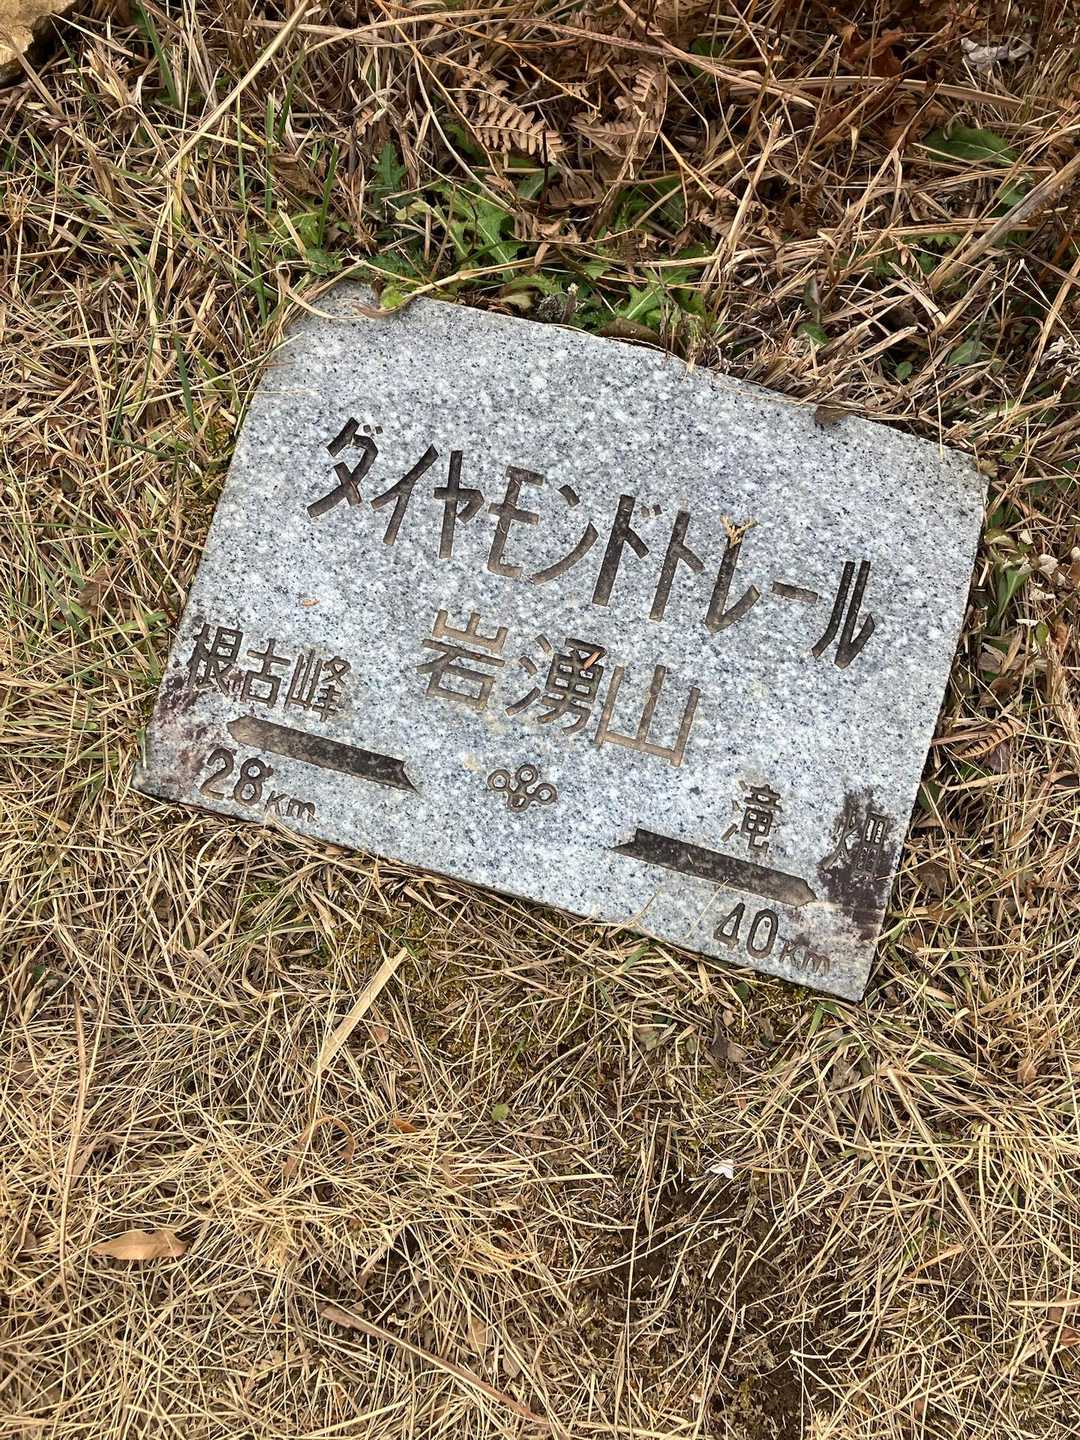 ダイヤモンドトレール
岩湧山
根古峰
28km
滝畑
40km